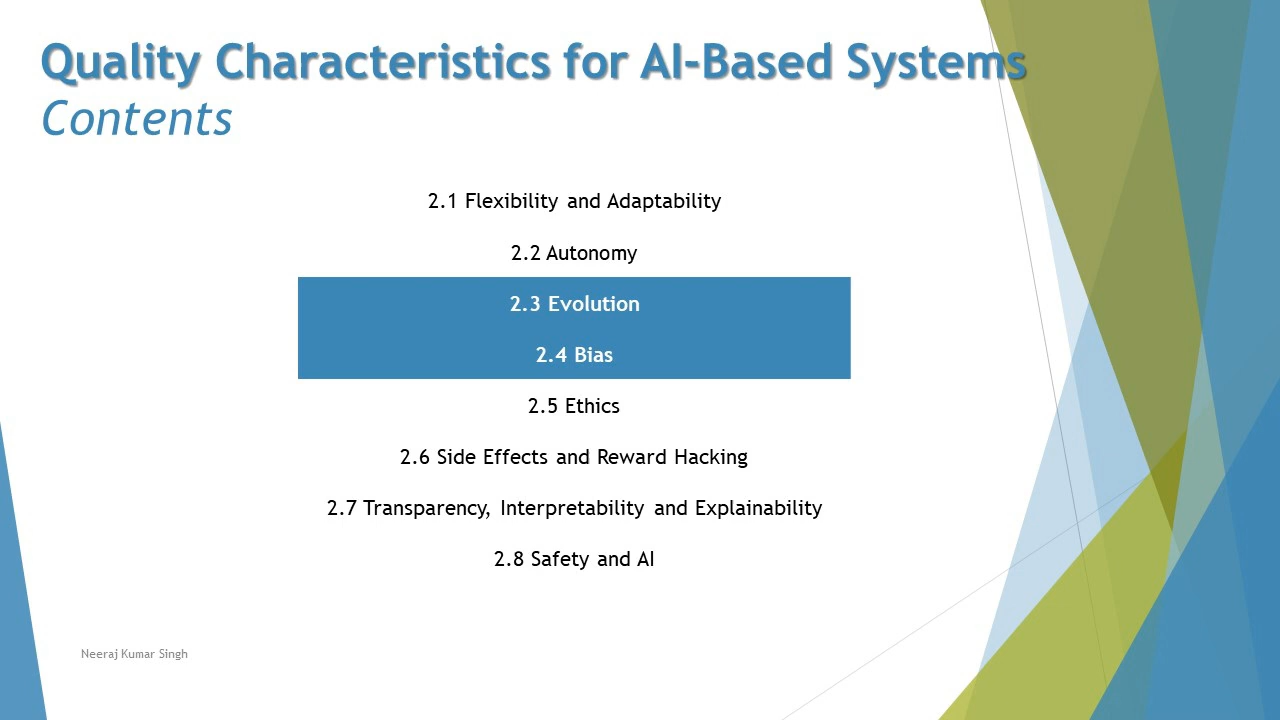 Quality Characteristics for AI-Based Systems
Contents
2.1 Flexibility and Adaptability
2.2 Autonomy
2.3 Evolution
2.4 Bias
2.5 Ethics
2.6 Side Effects and Reward Hacking
2.7 Transparency, Interpretability and Explainability
2.8 Safety and AI
Neeraj Kumar Singh